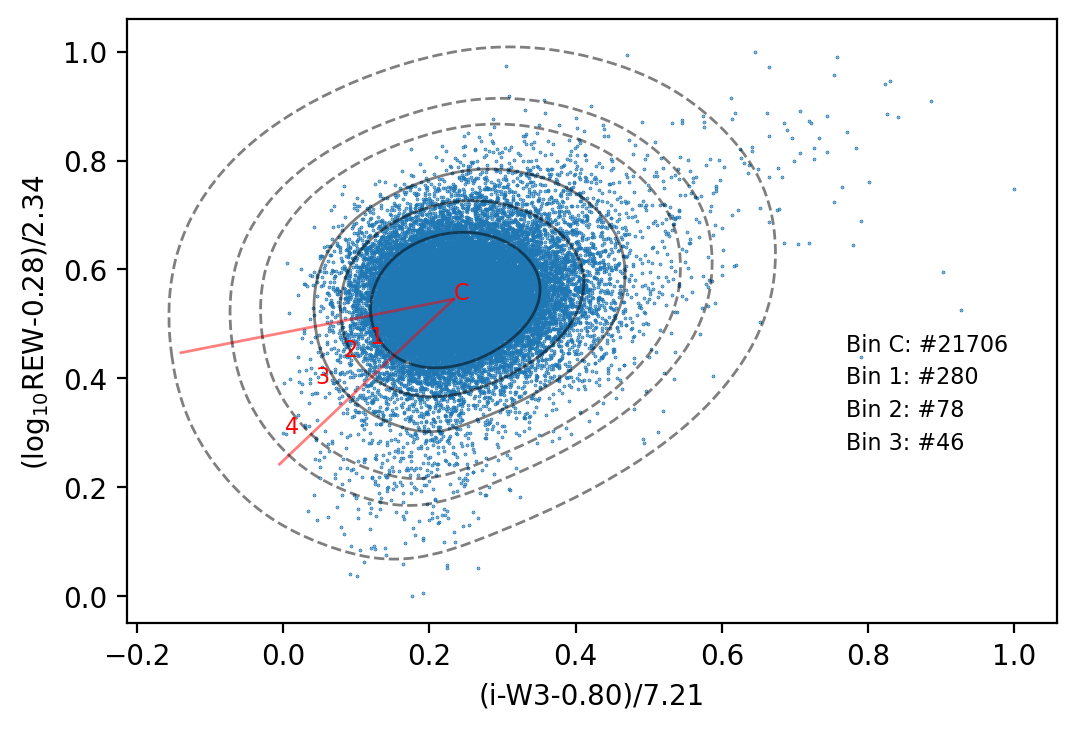 1.0
0.8
0.6
0.4
0.2
0.0
(log₁₀REW-0.28)/2.34
C
1
2
3
4
Bin C: #21706
Bin 1: #280
Bin 2: #78
Bin 3: #46
−0.2 0.0 0.2 0.4 0.6 0.8 1.0
(i-W3-0.80)/7.21